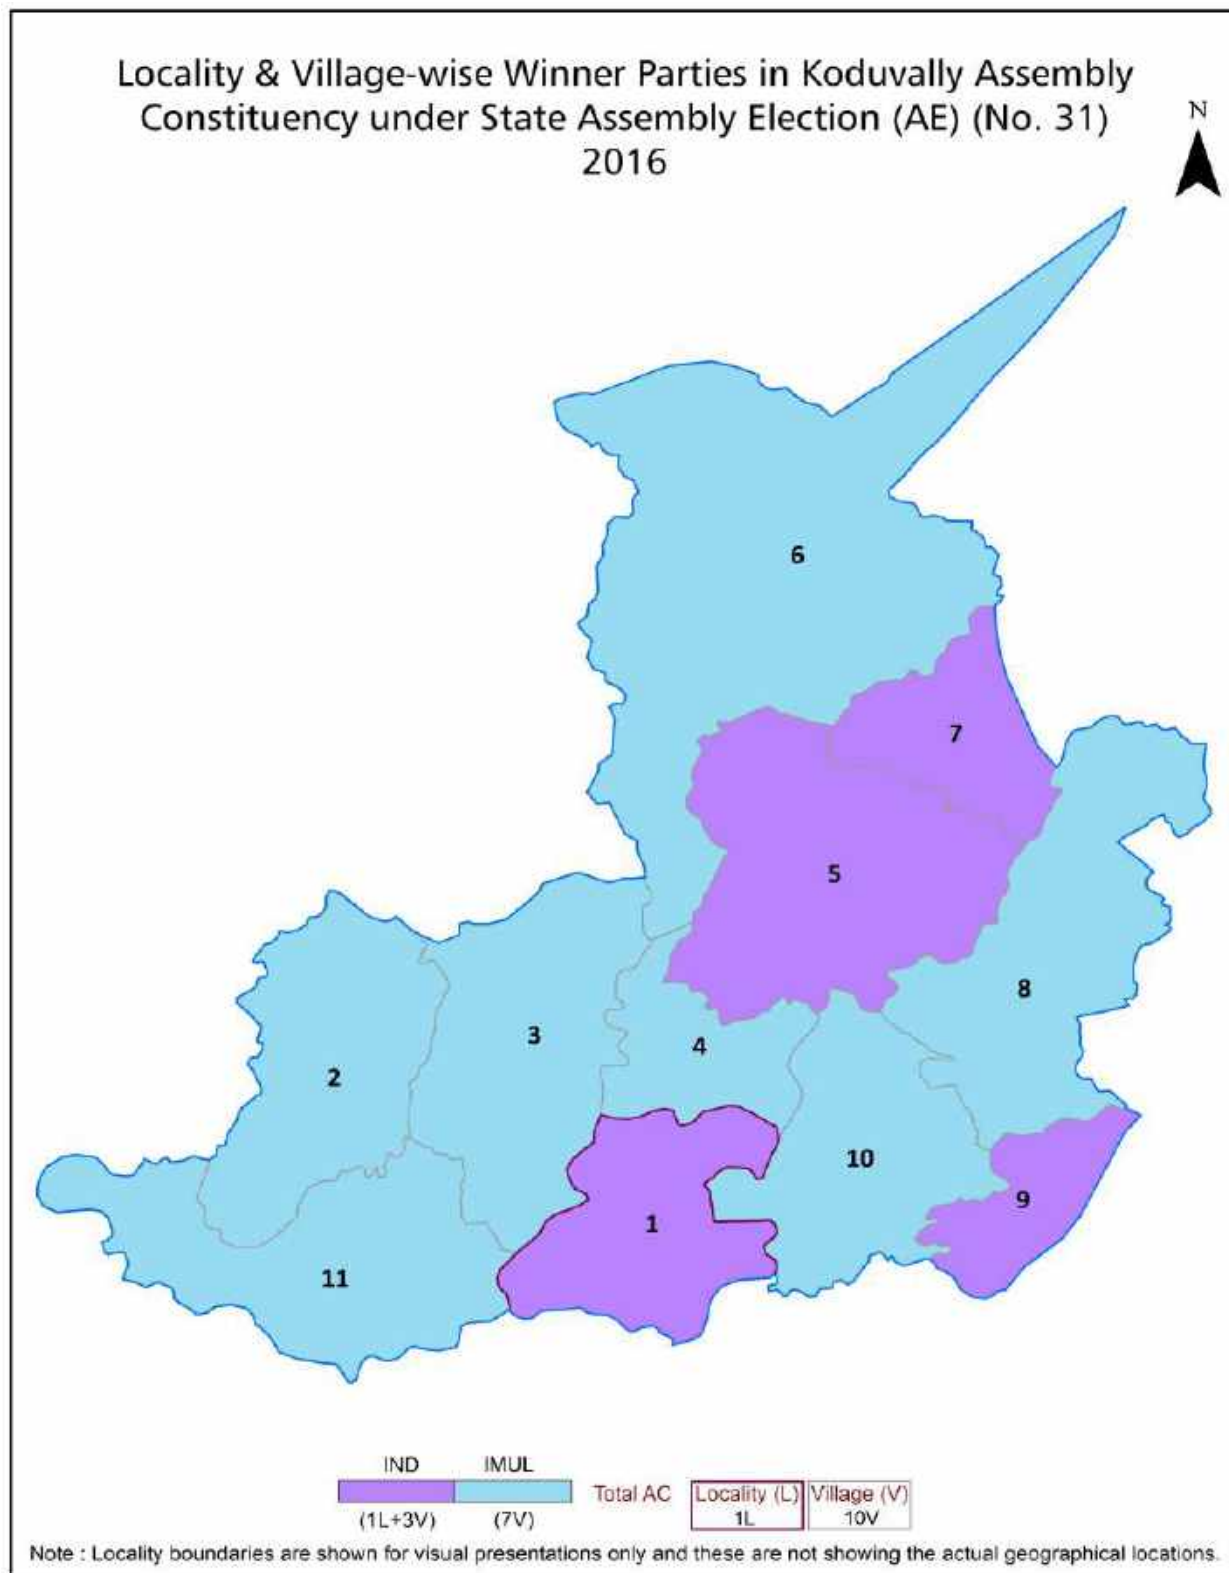 Locality & Village-wise Winner Parties in Koduvally Assembly
Constituency under State Assembly Election (AE) (No. 31)
2016
N
6
7
5
8
3
4
2
10
9
1
11
IND IMUL
Total AC Locality (L) Village (V)
(1L+3V) (7V) 1L 10V
Note : Locality boundaries are shown for visual presentations only and these are not showing the actual geographical locations.